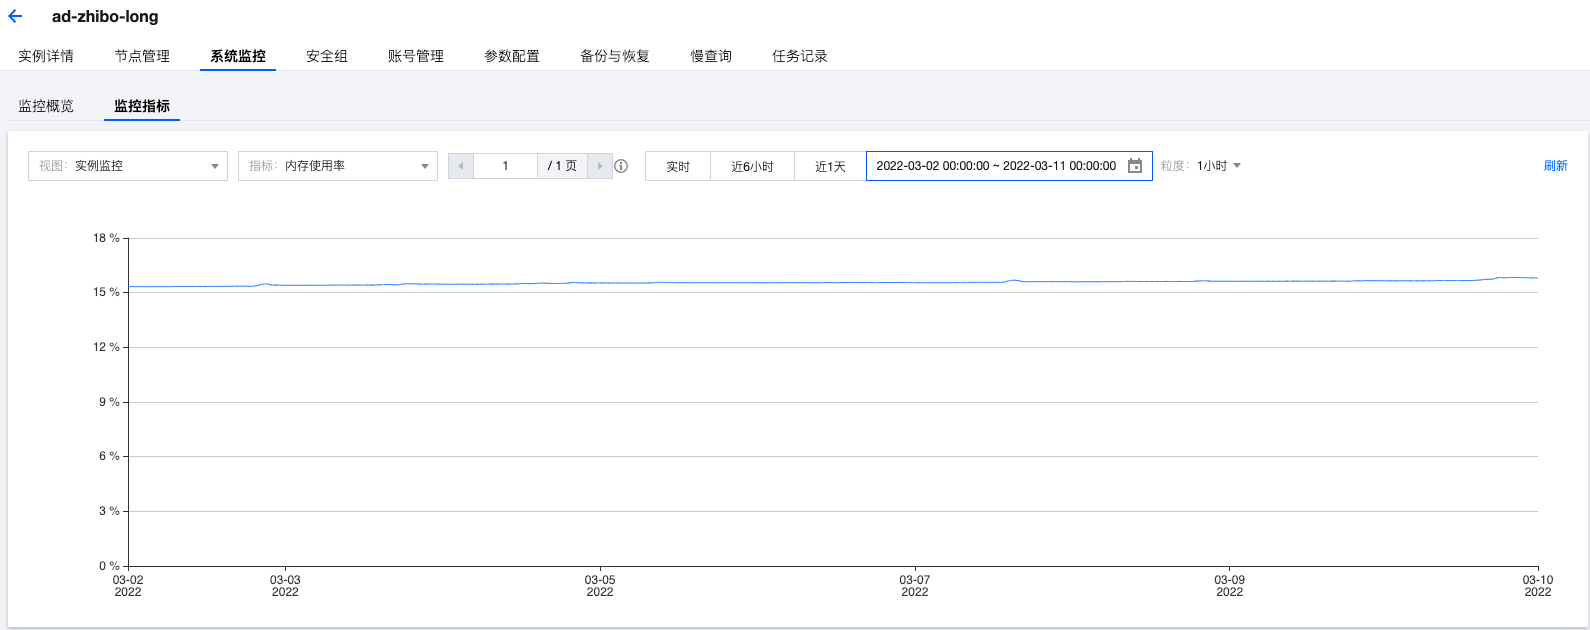 ad-zhibo-long
实例详情 节点管理 系统监控 安全组 账号管理 参数配置 备份与恢复 慢查询 任务记录
监控概览 监控指标
视图: 实例监控 指标: 内存使用率 1 / 1 页 实时 近6小时 近1天 2022-03-02 00:00:00 ~ 2022-03-11 00:00:00 粒度: 1小时 刷新
18 %
15 %
12 %
9 %
6 %
3 %
0 %
03-02 03-03 03-05 03-07 03-09 03-10
2022 2022 2022 2022 2022 2022